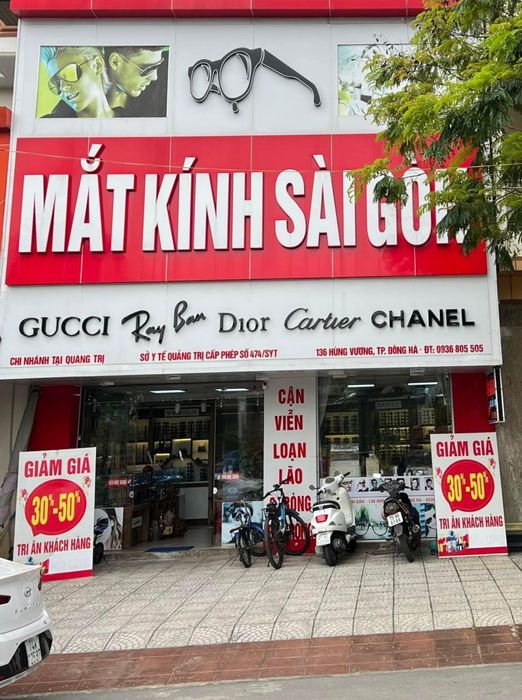 MẮT KÍNH SÀI GÒN
GUCCI Ray Ban Dior Cartier CHANEL
CHI NHÁNH TẠI QUẢNG TRỊ SỞ Y TẾ QUẢNG TRỊ CẤP PHÉP SỐ 474/SYT 136 HÙNG VƯƠNG, TP. ĐÔNG HÀ - ĐT: 0936 805 505
CẬN
VIỄN
LOẠN
LÃO
GIẢM GIÁ
30%-50%
TRI ÂN KHÁCH HÀNG
GIẢM GIÁ
30%-50%
TRI ÂN KHÁCH HÀNG